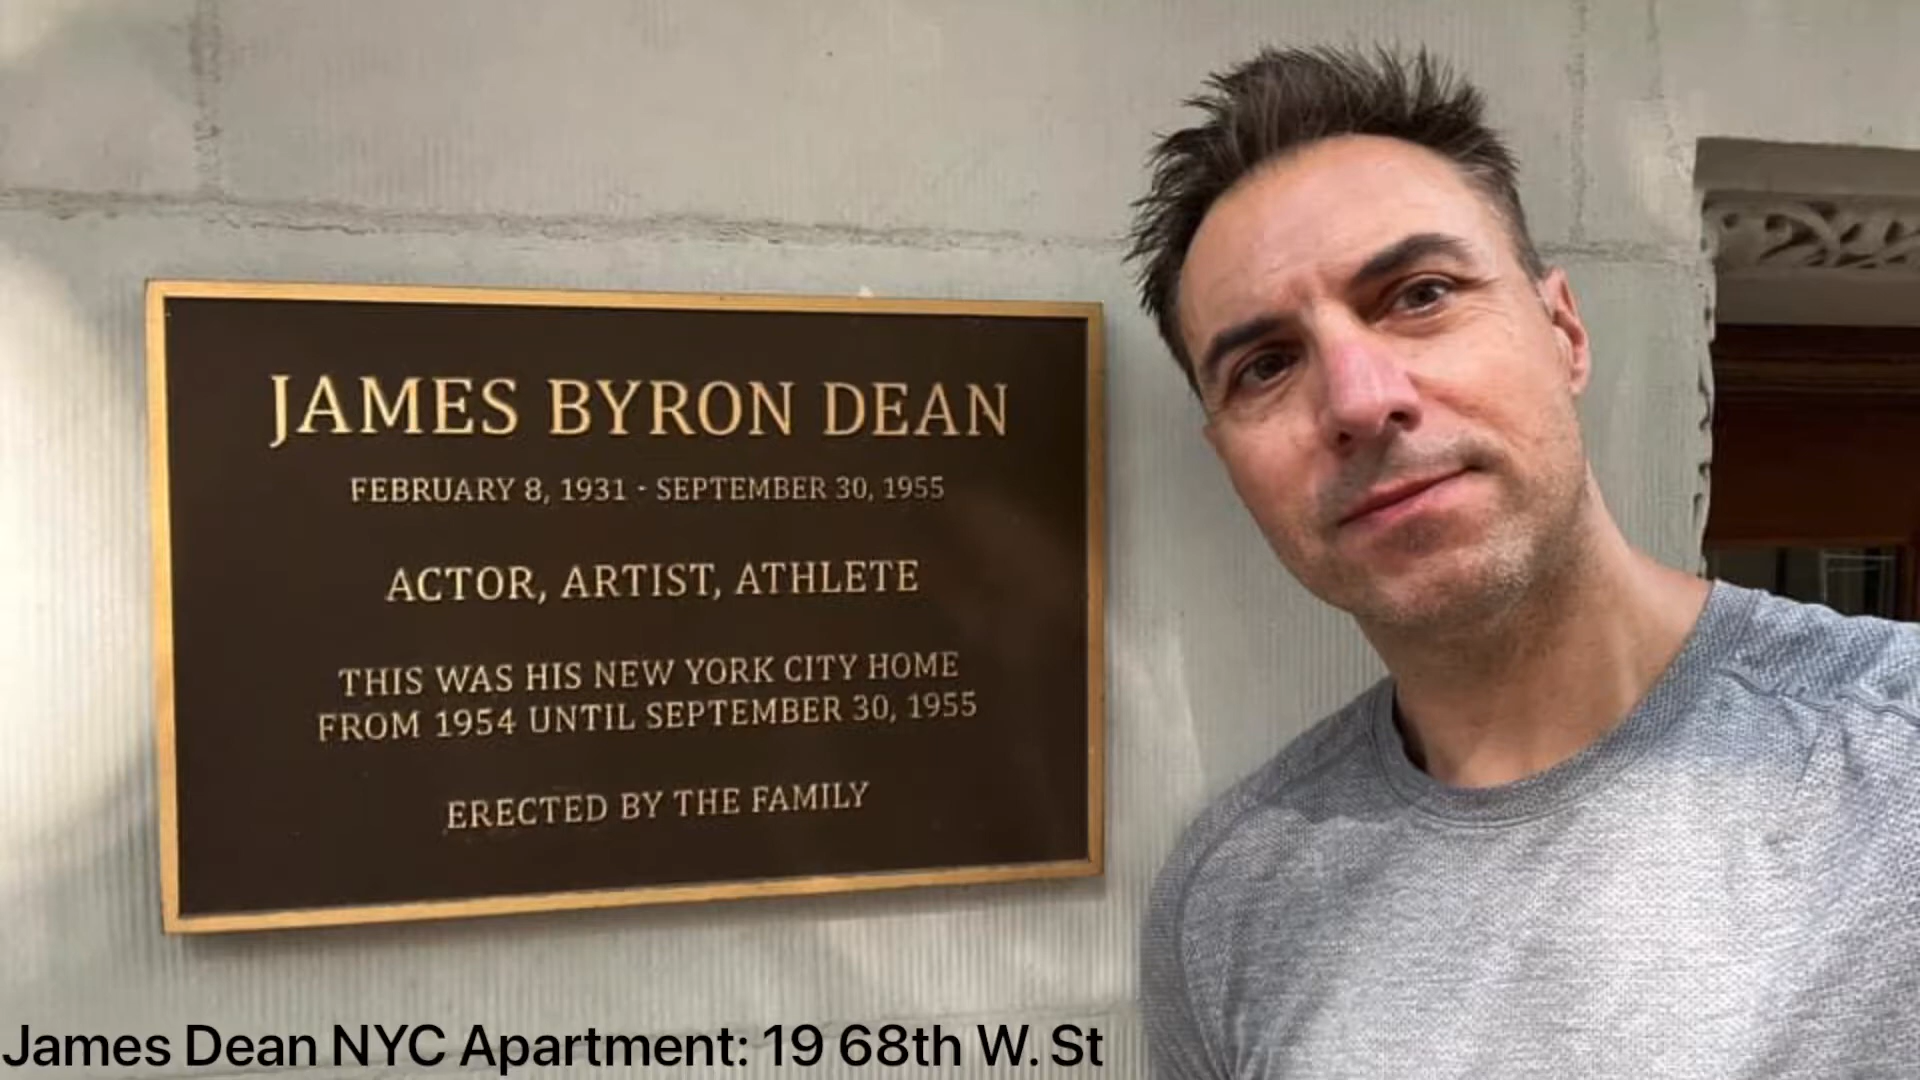 JAMES BYRON DEAN
FEBRUARY 8, 1931 - SEPTEMBER 30, 1955
ACTOR, ARTIST, ATHLETE
THIS WAS HIS NEW YORK CITY HOME
FROM 1954 UNTIL SEPTEMBER 30, 1955
ERECTED BY THE FAMILY
James Dean NYC Apartment: 19 68th W. St